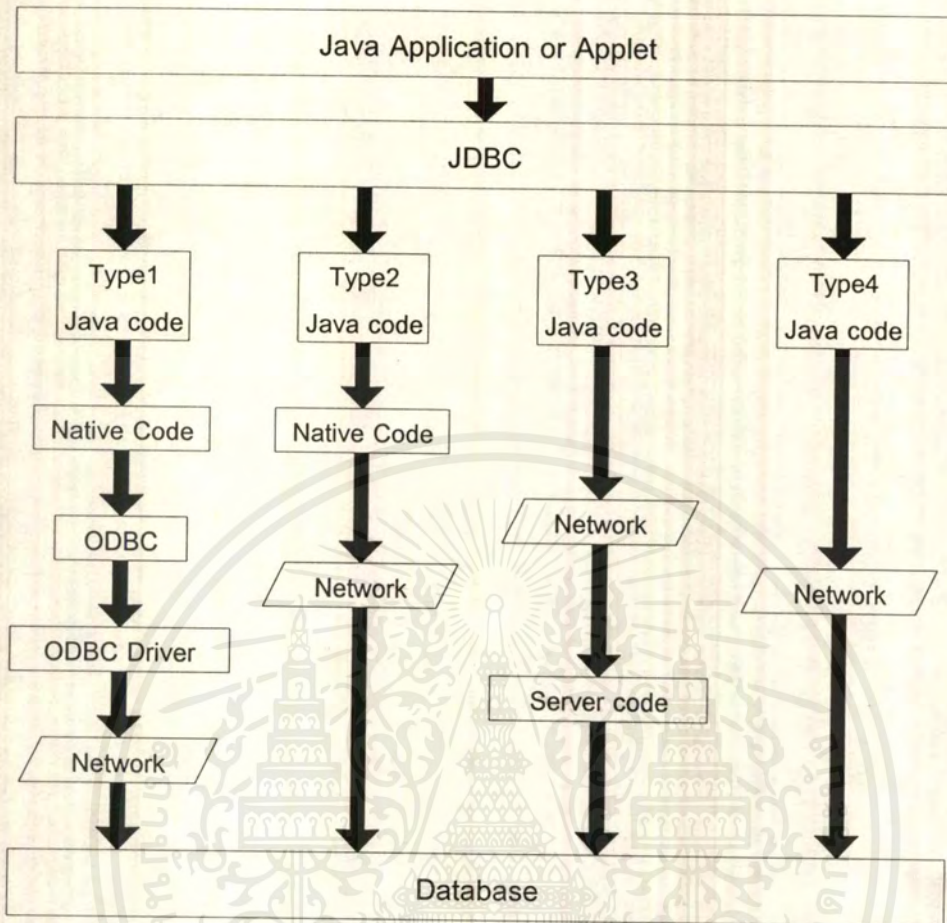 Java Application or Applet
JDBC
Type1
Java code
Type2
Java code
Type3
Java code
Type4
Java code
Native Code
Native Code
ODBC
Network
Network
Network
ODBC Driver
Server code
Network
Database